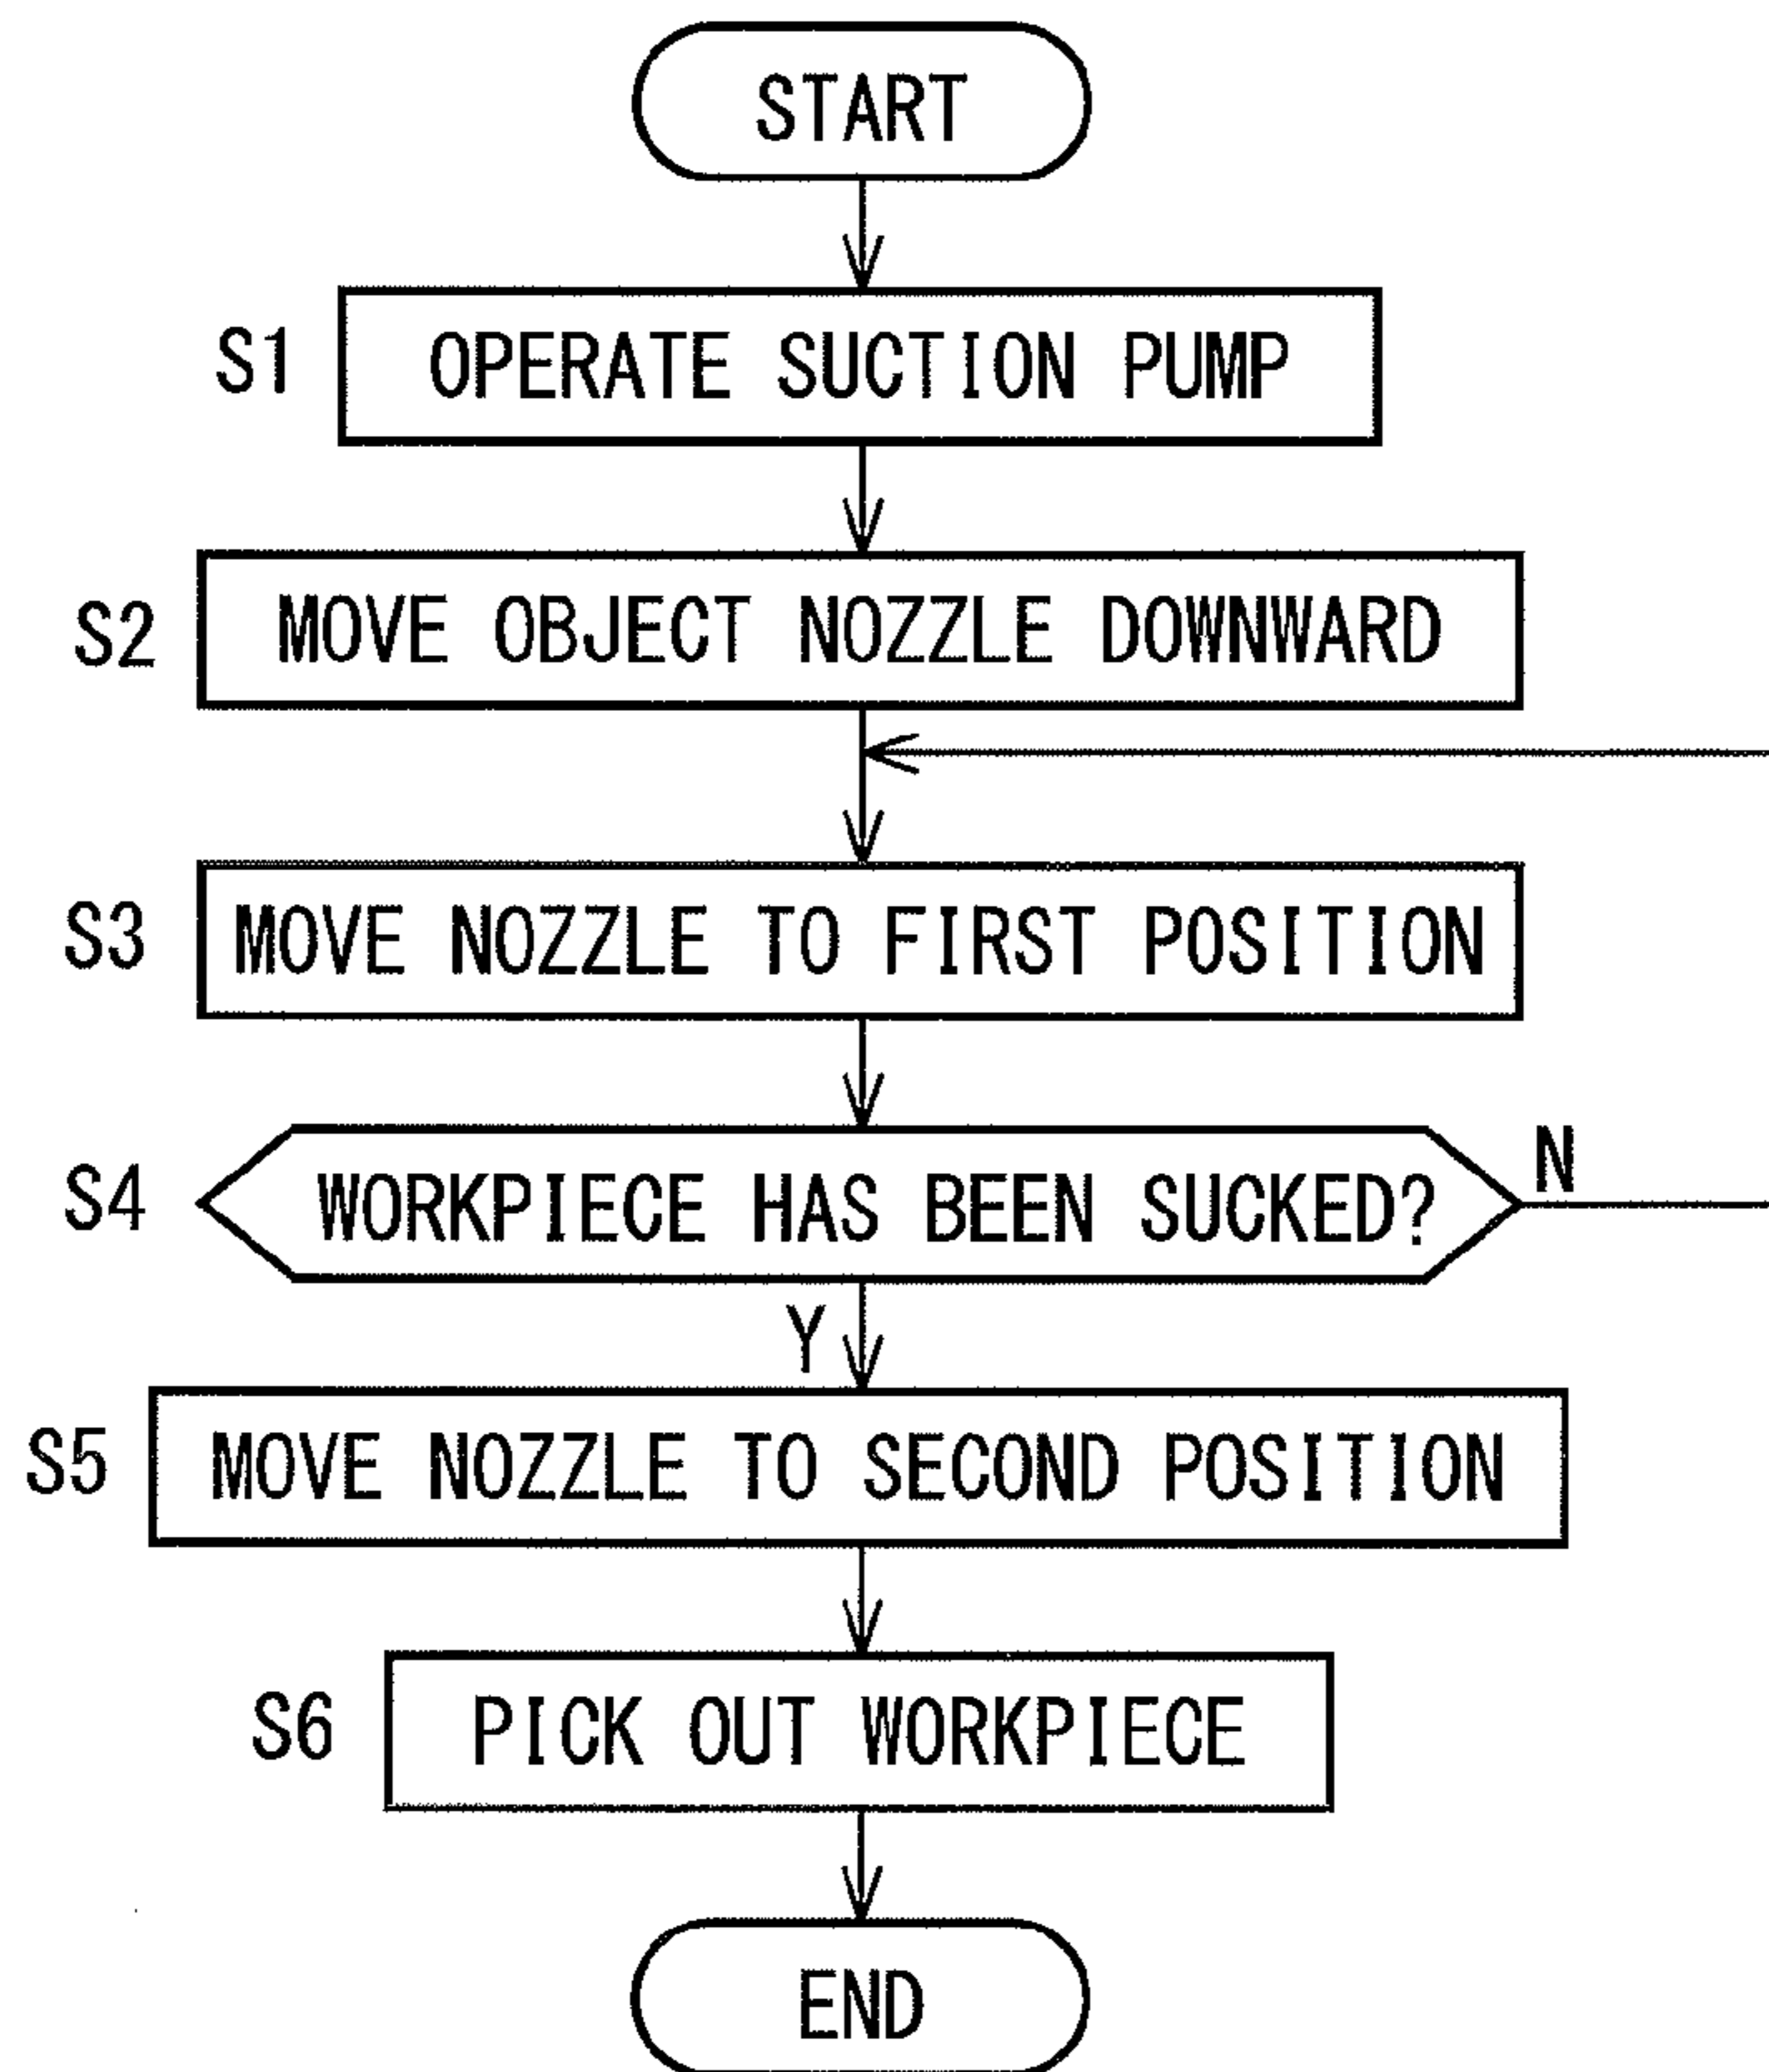 START
S1 OPERATE SUCTION PUMP
S2 MOVE OBJECT NOZZLE DOWNWARD
S3 MOVE NOZZLE TO FIRST POSITION
S4 WORKPIECE HAS BEEN SUCKED? N
Y
S5 MOVE NOZZLE TO SECOND POSITION
S6 PICK OUT WORKPIECE
END